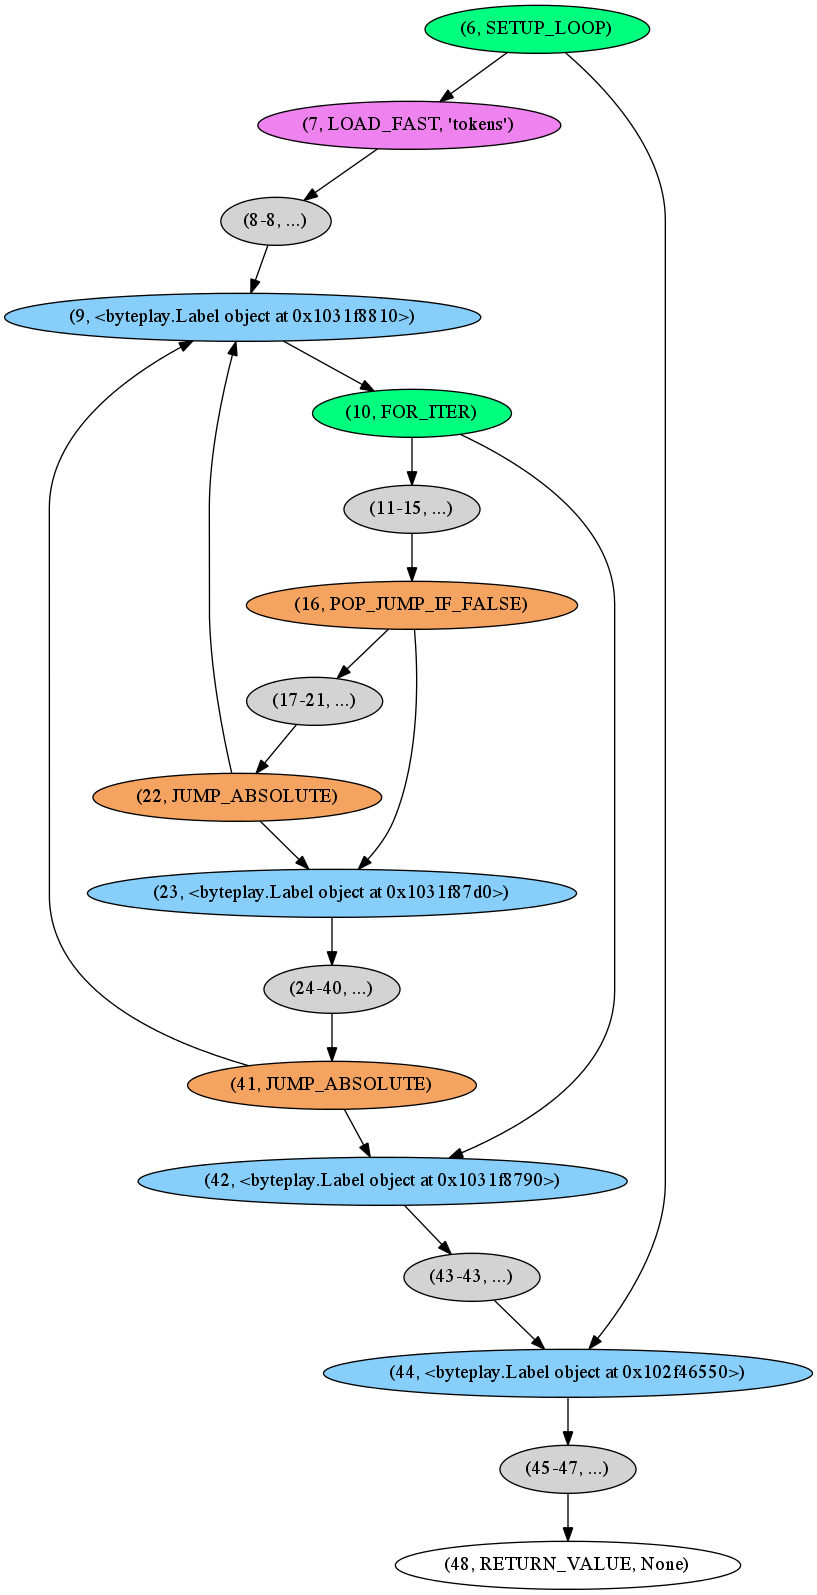 (6, SETUP_LOOP)
(7, LOAD_FAST, 'tokens')
(8-8, ...)
(9, <byteplay.Label object at 0x1031f8810>)
(10, FOR_ITER)
(11-15, ...)
(16, POP_JUMP_IF_FALSE)
(17-21, ...)
(22, JUMP_ABSOLUTE)
(23, <byteplay.Label object at 0x1031f87d0>)
(24-40, ...)
(41, JUMP_ABSOLUTE)
(42, <byteplay.Label object at 0x1031f8790>)
(43-43, ...)
(44, <byteplay.Label object at 0x102f46550>)
(45-47, ...)
(48, RETURN_VALUE, None)